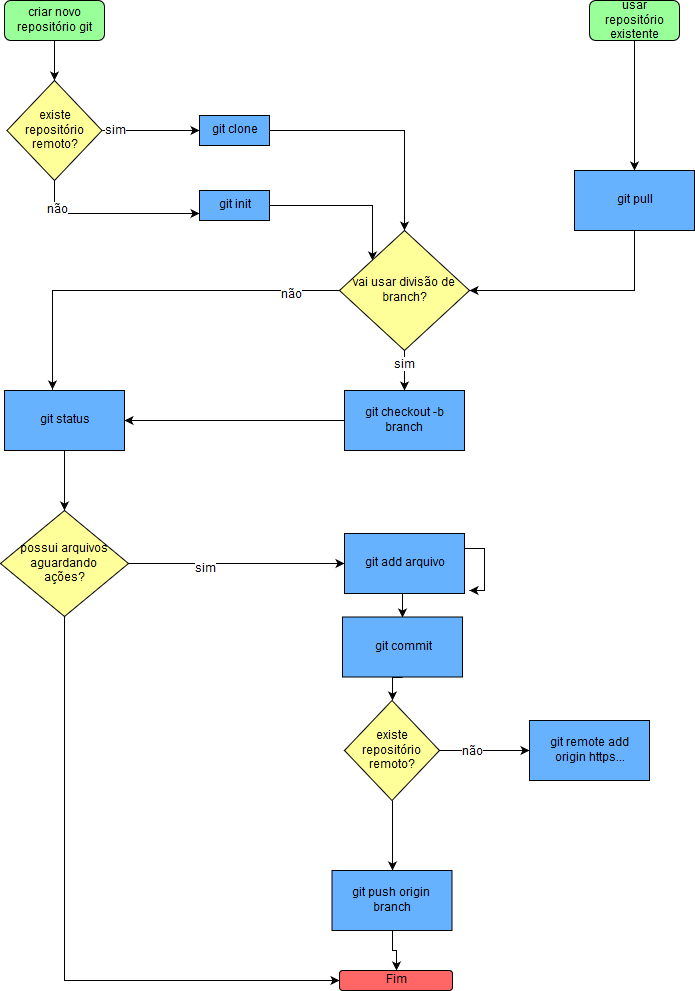 criar novo
repositório git
usar
repositório
existente
existe
repositório
remoto?
sim
git clone
não
git init
git pull
vai usar divisão de
branch?
não
sim
git status
git checkout -b
branch
possui arquivos
aguardando
ações?
sim
git add arquivo
git commit
existe
repositório
remoto?
não
git remote add
origin https...
git push origin
branch
Fim